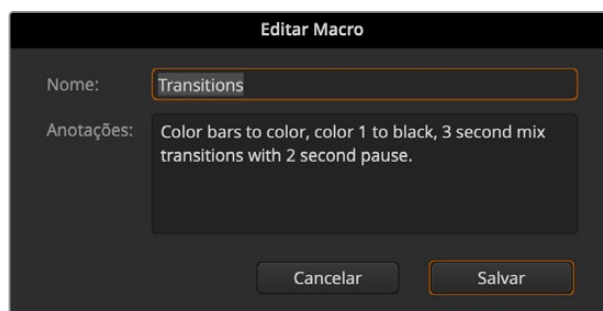 Editar Macro
Nome:
Transitions
Anotações:
Color bars to color, color 1 to black, 3 second mix
transitions with 2 second pause.
Cancelar
Salvar